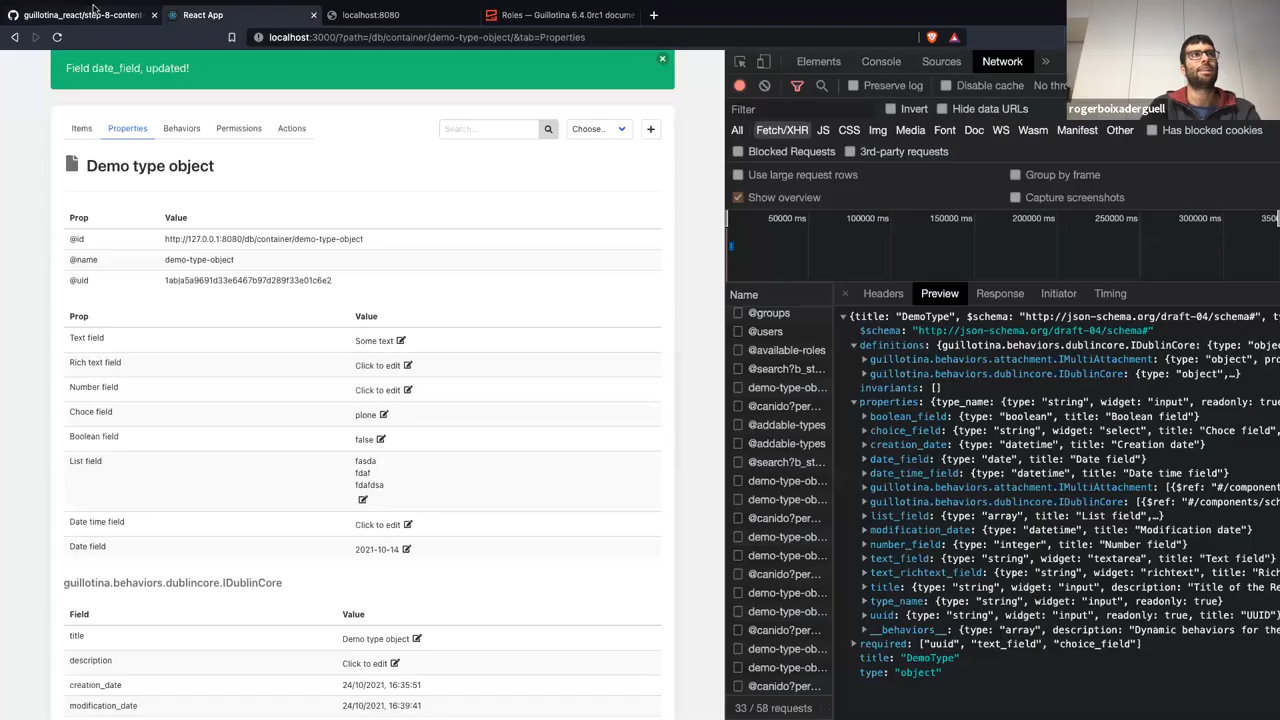 guillotina_react/step-8-content
React App
localhost:8080
Roles — Guillotina 6.4.0rc1 docume
localhost:3000/?path=/db/container/demo-type-object/&tab=Properties
Field date_field, updated!
Items Properties Behaviors Permissions Actions
Search...
Choose..
Demo type object
Prop Value
@id http://127.0.0.1:8080/db/container/demo-type-object
@name demo-type-object
@uid 1ab|a5a9691d33e6467b97d289f33e01c6e2
Prop Value
Text field Some text
Rich text field Click to edit
Number field Click to edit
Choce field plone
Boolean field false
List field fasda
fdaf
fdafdsa
Date time field Click to edit
Date field 2021-10-14
guillotina.behaviors.dublincore.IDublinCore
Field Value
title Demo type object
description Click to edit
creation_date 24/10/2021, 16:35:51
modification_date 24/10/2021, 16:39:41
Elements Console Sources Network
Preserve log Disable cache No thro
rogerboixaderguell
Filter Invert Hide data URLs
All Fetch/XHR JS CSS Img Media Font Doc WS Wasm Manifest Other Has blocked cookies
Blocked Requests 3rd-party requests
Use large request rows Group by frame
Show overview Capture screenshots
50000 ms 100000 ms 150000 ms 200000 ms 250000 ms 300000 ms
Name
@groups
@users
@available-roles
@search?b_st...
demo-type-ob...
@canido?per...
@addable-types
@addable-types
@search?b_st...
demo-type-ob...
demo-type-ob...
@canido?per...
demo-type-ob...
demo-type-ob...
@canido?per...
demo-type-ob...
demo-type-ob...
@canido?per...
demo-type-ob...
demo-type-ob...
@canido?per...
33 / 58 requests
Headers Preview Response Initiator Timing
{title: "DemoType", $schema: "http://json-schema.org/draft-04/schema#", ty
$schema: "http://json-schema.org/draft-04/schema#"
definitions: {guillotina.behaviors.dublincore.IDublinCore: {type: "objec
guillotina.behaviors.attachment.IMultiAttachment: {type: "object", pro
guillotina.behaviors.dublincore.IDublinCore: {type: "object",…}
invariants: []
properties: {type_name: {type: "string", widget: "input", readonly: true
boolean_field: {type: "boolean", title: "Boolean field"}
choice_field: {type: "string", widget: "select", title: "Choce field",
creation_date: {type: "datetime", title: "Creation date"}
date_field: {type: "date", title: "Date field"}
date_time_field: {type: "datetime", title: "Date time field"}
guillotina.behaviors.attachment.IMultiAttachment: [{$ref: "#/component
guillotina.behaviors.dublincore.IDublinCore: [{$ref: "#/components/sch
list_field: {type: "array", title: "List field",…}
modification_date: {type: "datetime", title: "Modification date"}
number_field: {type: "integer", title: "Number field"}
text_field: {type: "string", widget: "textarea", title: "Text field"}
text_richtext_field: {type: "string", widget: "richtext", title: "Rich
title: {type: "string", widget: "input", description: "Title of the Re
type_name: {type: "string", widget: "input", readonly: true}
uuid: {type: "string", widget: "input", readonly: true, title: "UUID"}
__behaviors__: {type: "array", description: "Dynamic behaviors for the
required: ["uuid", "text_field", "choice_field"]
title: "DemoType"
type: "object"